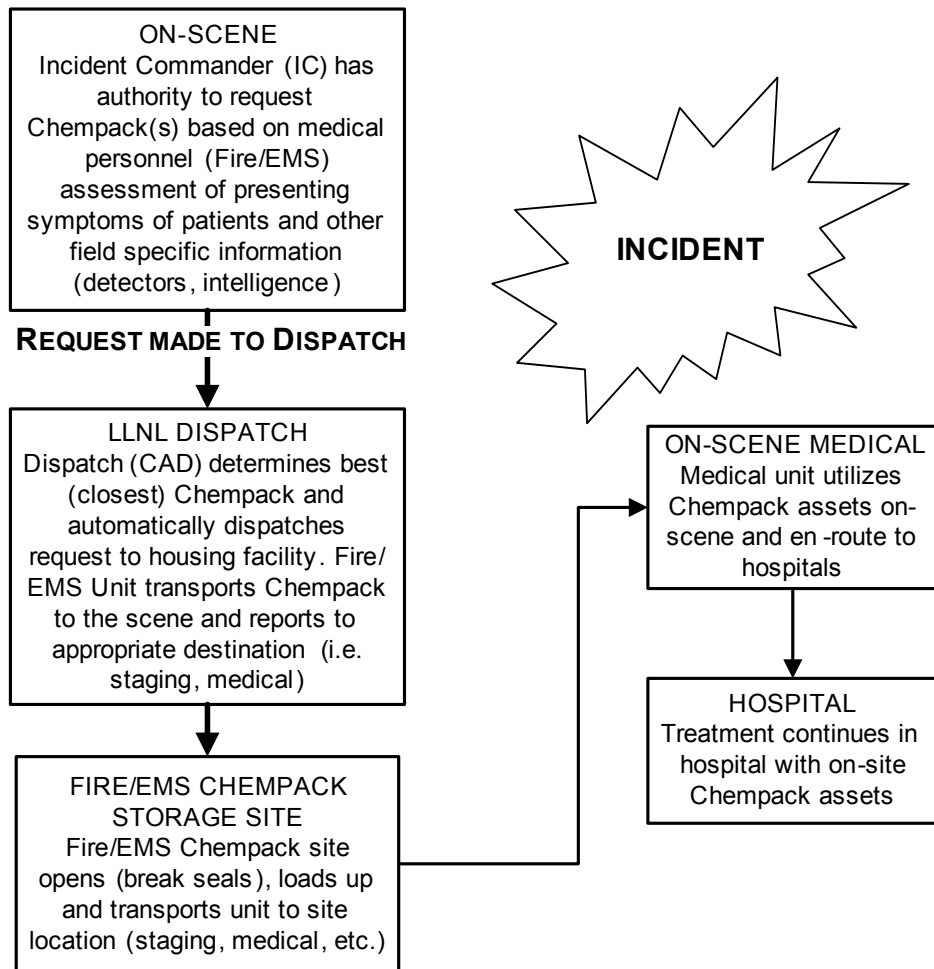 ON-SCENE
Incident Commander (IC) has
authority to request
Chempack(s) based on medical
personnel (Fire/EMS)
assessment of presenting
symptoms of patients and other
field specific information
(detectors, intelligence)
REQUEST MADE TO DISPATCH
LLNL DISPATCH
Dispatch (CAD) determines best
(closest) Chempack and
automatically dispatches
request to housing facility. Fire/
EMS Unit transports Chempack
to the scene and reports to
appropriate destination (i.e.
staging, medical)
FIRE/EMS CHEMPACK
STORAGE SITE
Fire/EMS Chempack site
opens (break seals), loads up
and transports unit to site
location (staging, medical, etc.)
INCIDENT
ON-SCENE MEDICAL
Medical unit utilizes
Chempack assets on-
scene and en-route to
hospitals
HOSPITAL
Treatment continues in
hospital with on-site
Chempack assets